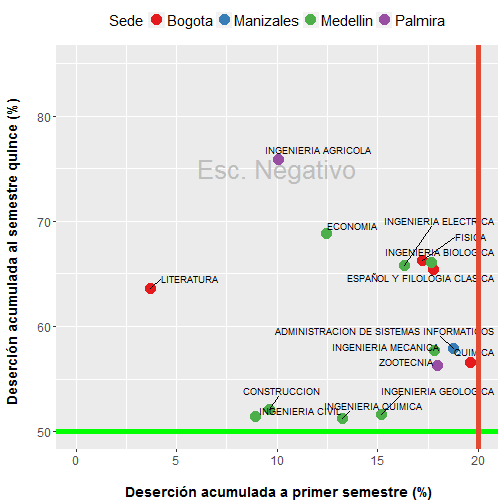 Sede Bogota Manizales Medellin Palmira
Deserción acumulada al semestre quince (%)
80
70
60
50
Esc. Negativo
INGENIERIA AGRICOLA
INGENIERIA ELECTRICA
ECONOMIA
FISICA
INGENIERIA BIOLOGICA
LITERATURA
ESPAÑOL Y FILOLOGIA CLASICA
ADMINISTRACION DE SISTEMAS INFORMATICOS
INGENIERIA MECANICA
QUIMICA
ZOOTECNIA
CONSTRUCCION
INGENIERIA GEOLOGICA
INGENIERIA QUIMICA
INGENIERIA CIVIL
0 5 10 15 20
Deserción acumulada a primer semestre (%)